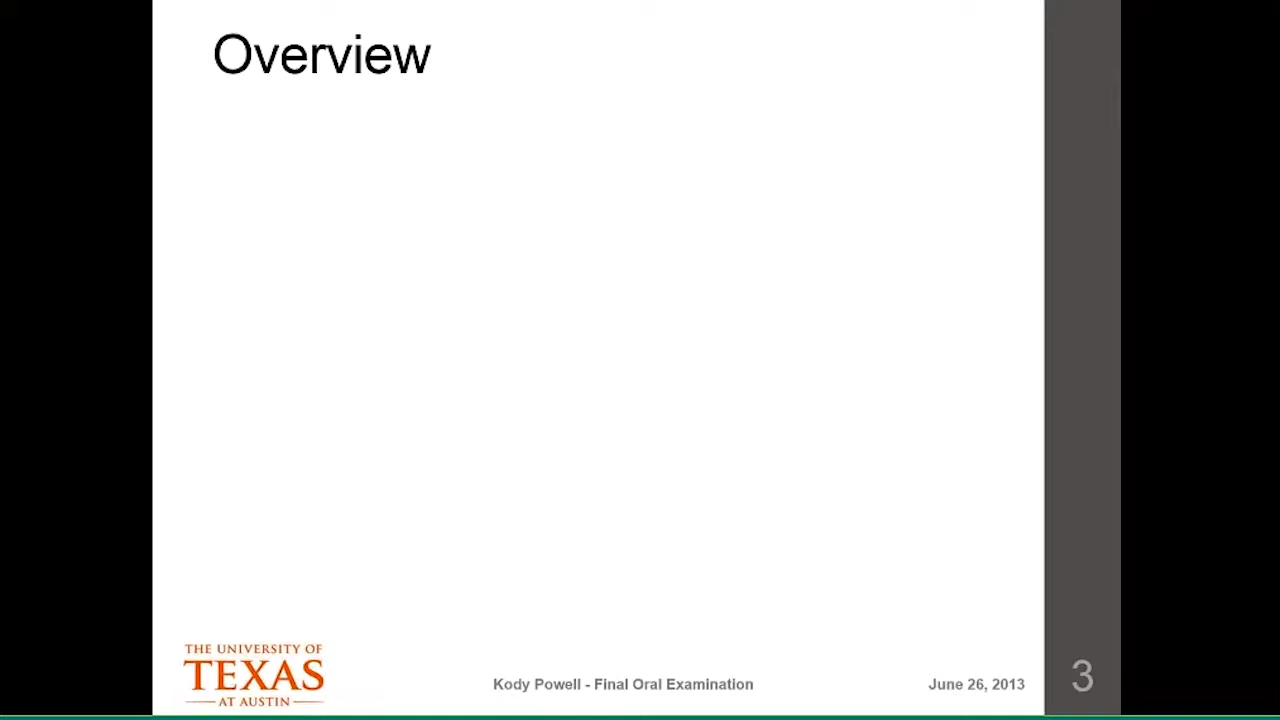 Overview
THE UNIVERSITY OF
TEXAS
AT AUSTIN
Kody Powell - Final Oral Examination
June 26, 2013
3